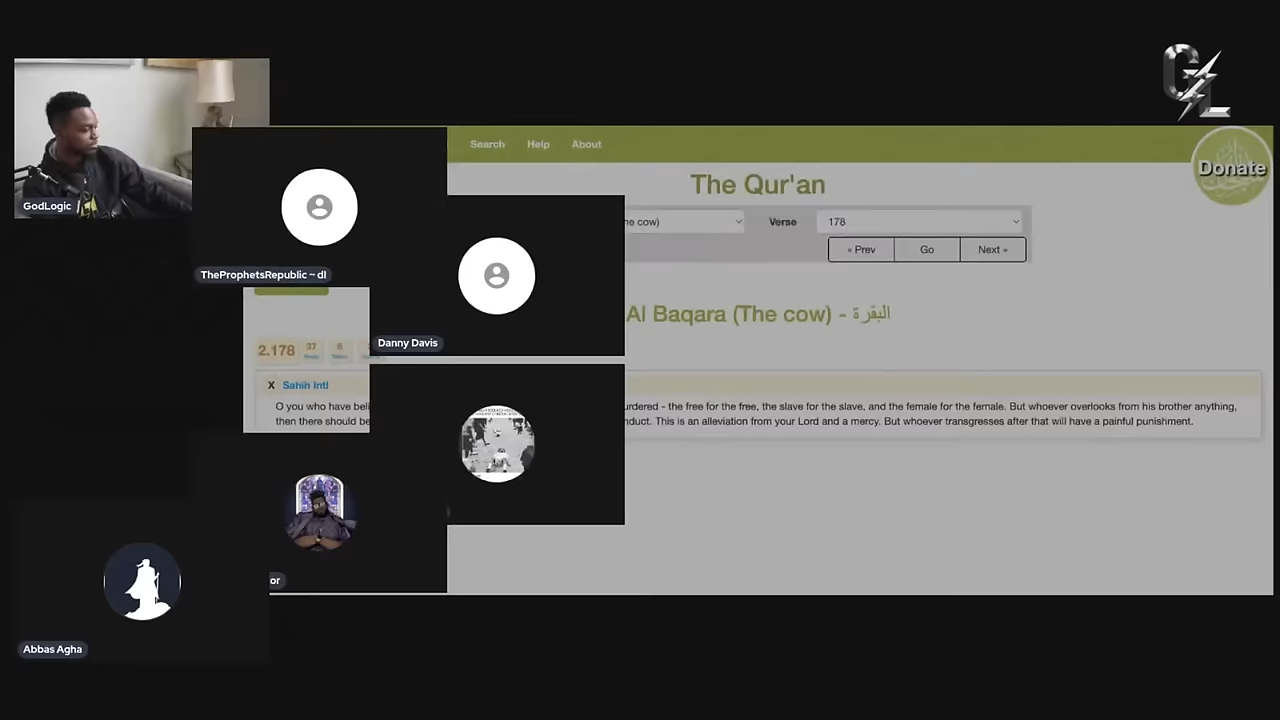 GL
GodLogic
Search Help About
Donate
The Qur'an
he cow) Verse 178
« Prev Go Next »
TheProphetsRepublic ~ dl
Al Baqara (The cow) - البقرة
Danny Davis
2.178 37 8
X Sahih Intl
O you who have beli urdered - the free for the free, the slave for the slave, and the female for the female. But whoever overlooks from his brother anything,
then there should be nduct. This is an alleviation from your Lord and a mercy. But whoever transgresses after that will have a painful punishment.
or
Abbas Agha